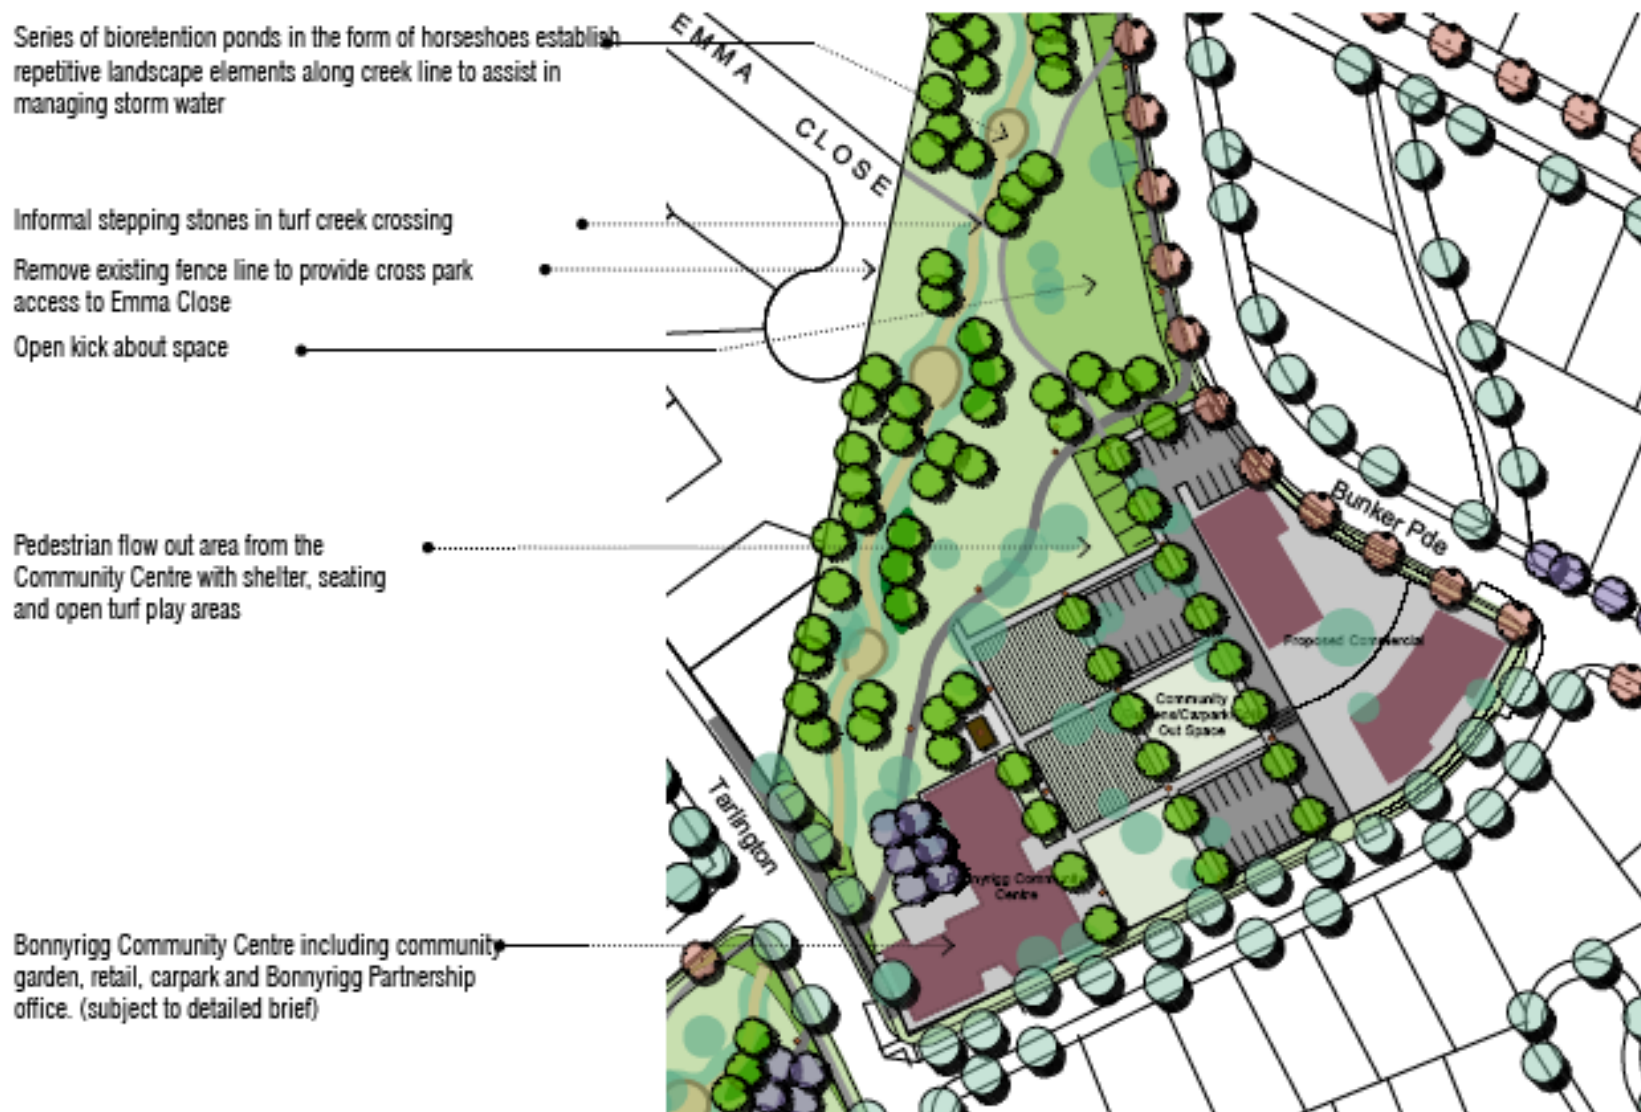 Series of bioretention ponds in the form of horseshoes establish
repetitive landscape elements along creek line to assist in
managing storm water
Informal stepping stones in turf creek crossing
Remove existing fence line to provide cross park
access to Emma Close
Open kick about space
Pedestrian flow out area from the
Community Centre with shelter, seating
and open turf play areas
Bonnyrigg Community Centre including community
garden, retail, carpark and Bonnyrigg Partnership
office. (subject to detailed brief)
EMMA CLOSE
Bunker Pde
Proposed Commercial
Community
Out Space
Tarlington
Centre